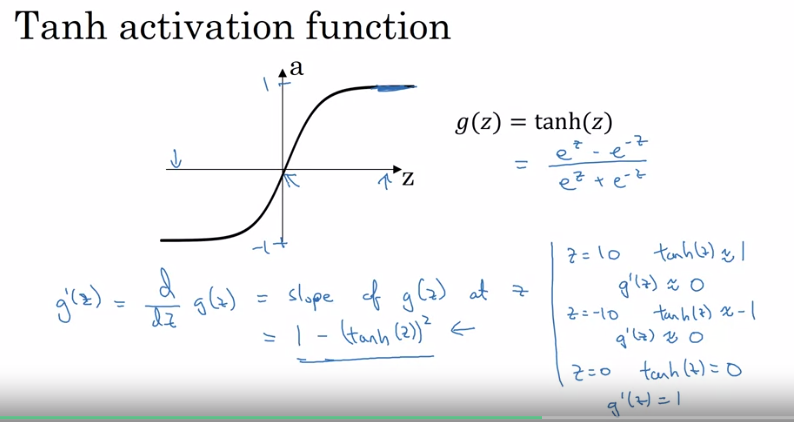 Tanh activation function
a
1
z
-1
g(z) = tanh(z)
= (e^z - e^-z) / (e^z + e^-z)
g'(z) = d/dz g(z) = slope of g(z) at z
= 1 - (tanh(z))² ←
z = 10 tanh(z) ≈ 1
g'(z) ≈ 0
z = -10 tanh(z) ≈ -1
g'(z) ≈ 0
z = 0 tanh(z) = 0
g'(z) = 1